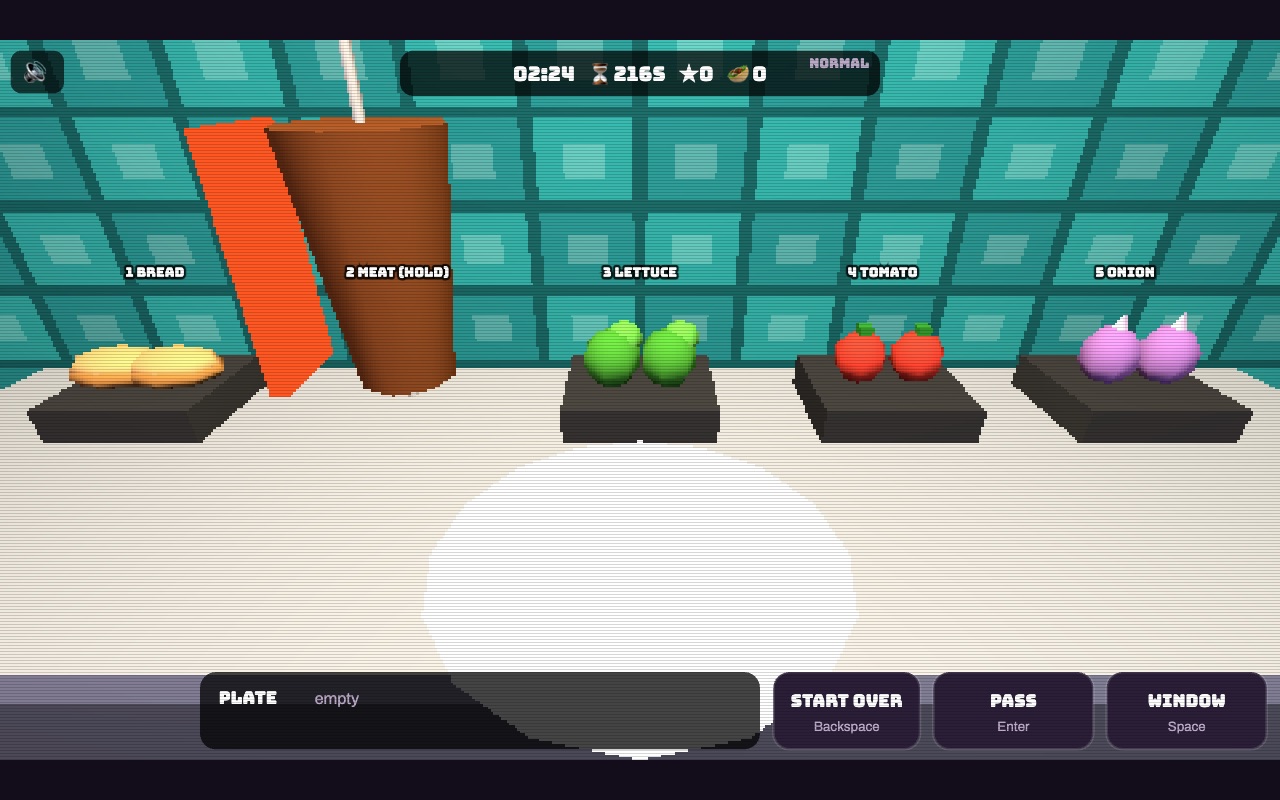 02:24 ⏳216S ★0 🥙0 NORMAL
1 BREAD
2 MEAT (HOLD)
3 LETTUCE
4 TOMATO
5 ONION
PLATE empty
START OVER
Backspace
PASS
Enter
WINDOW
Space